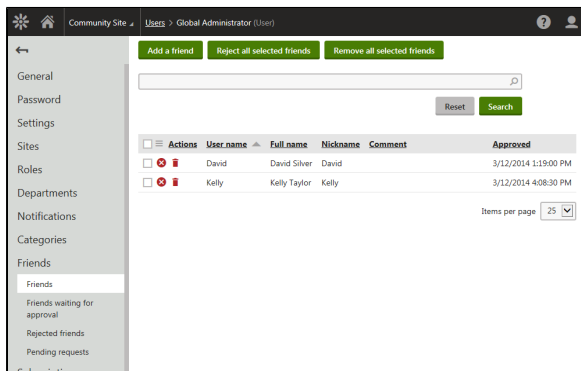 Community Site Users > Global Administrator (User) ?
Add a friend Reject all selected friends Remove all selected friends
General
Password
Settings
Sites
Roles
Departments
Notifications
Categories
Friends
Friends
Friends waiting for
approval
Rejected friends
Pending requests
Reset Search
Actions User name Full name Nickname Comment Approved
David David Silver David 3/12/2014 1:19:00 PM
Kelly Kelly Taylor Kelly 3/12/2014 4:08:30 PM
Items per page 25